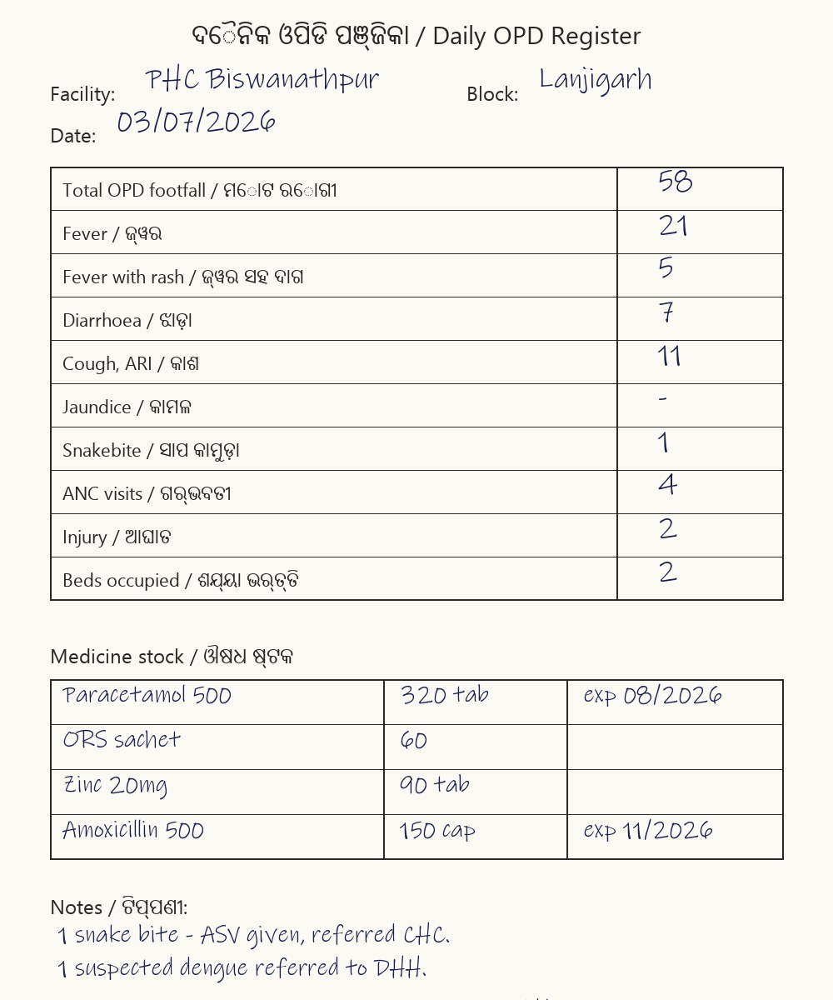 ଦୈନିକ ଓପିଡି ପଞ୍ଜିକା / Daily OPD Register
Facility: PHC Biswanathpur Block: Lanjigarh
Date: 03/07/2026
Total OPD footfall / ମୋଟ ରୋଗୀ 58
Fever / ଜ୍ୱର 21
Fever with rash / ଜ୍ୱର ସହ ଦାଗ 5
Diarrhoea / ଝାଡ଼ା 7
Cough, ARI / କାଶ 11
Jaundice / କାମଳ -
Snakebite / ସାପ କାମୁଡ଼ା 1
ANC visits / ଗର୍ଭବତୀ 4
Injury / ଆଘାତ 2
Beds occupied / ଶଯ୍ୟା ଭର୍ତ୍ତି 2
Medicine stock / ଔଷଧ ଷ୍ଟକ
Paracetamol 500 320 tab exp 08/2026
ORS sachet 60
Zinc 20mg 90 tab
Amoxicillin 500 150 cap exp 11/2026
Notes / ଟିପ୍ପଣୀ:
1 snake bite - ASV given, referred CHC.
1 suspected dengue referred to DHH.